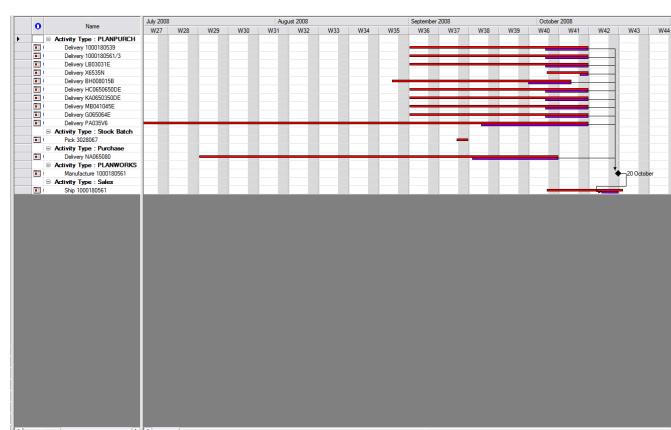 July 2008 August 2008 September 2008 October 2008
Name
W27 W28 W29 W30 W31 W32 W33 W34 W35 W36 W37 W38 W39 W40 W41 W42 W43 W44
Activity Type : PLANPURCH
Delivery 1000180539
Delivery 1000180561/3
Delivery LB03031E
Delivery X6535N
Delivery BH000015B
Delivery HC0650650DE
Delivery KA0650350DE
Delivery MB041045E
Delivery G065064E
Delivery PA035V6
Activity Type : Stock Batch
Pick 3028067
Activity Type : Purchase
Delivery NA065080
Activity Type : PLANWORKS
Manufacture 1000180561
20 October
Activity Type : Sales
Ship 1000180561